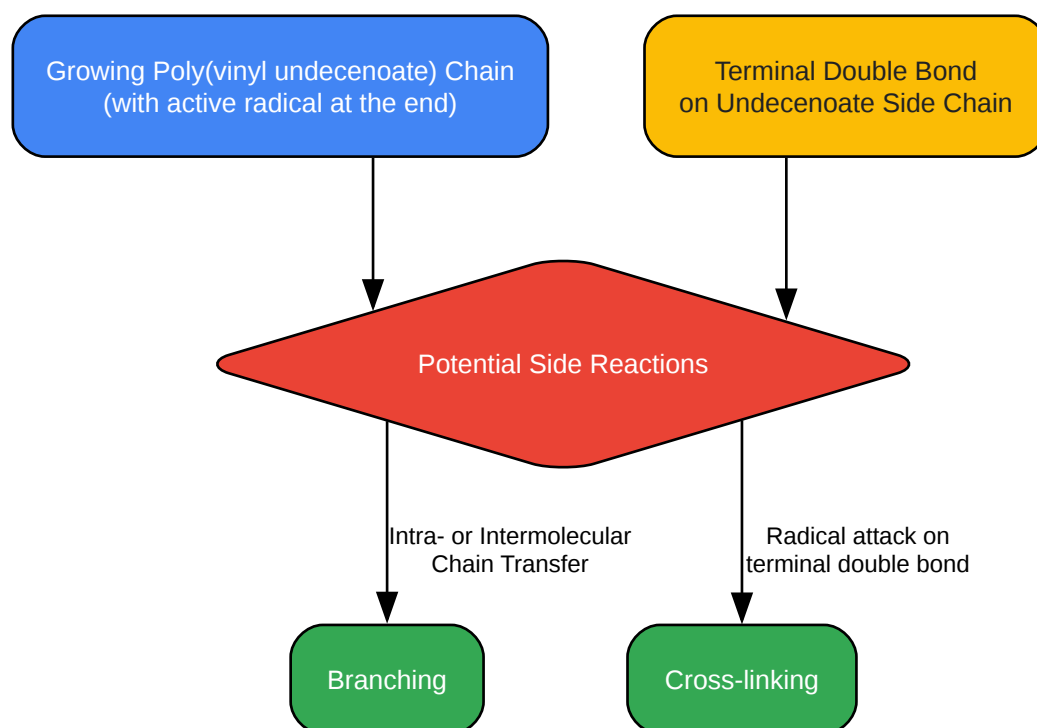 Growing Poly(vinyl undecenoate) Chain
(with active radical at the end)
Terminal Double Bond
on Undecenoate Side Chain
Potential Side Reactions
Intra- or Intermolecular
Chain Transfer
Radical attack on
terminal double bond
Branching
Cross-linking